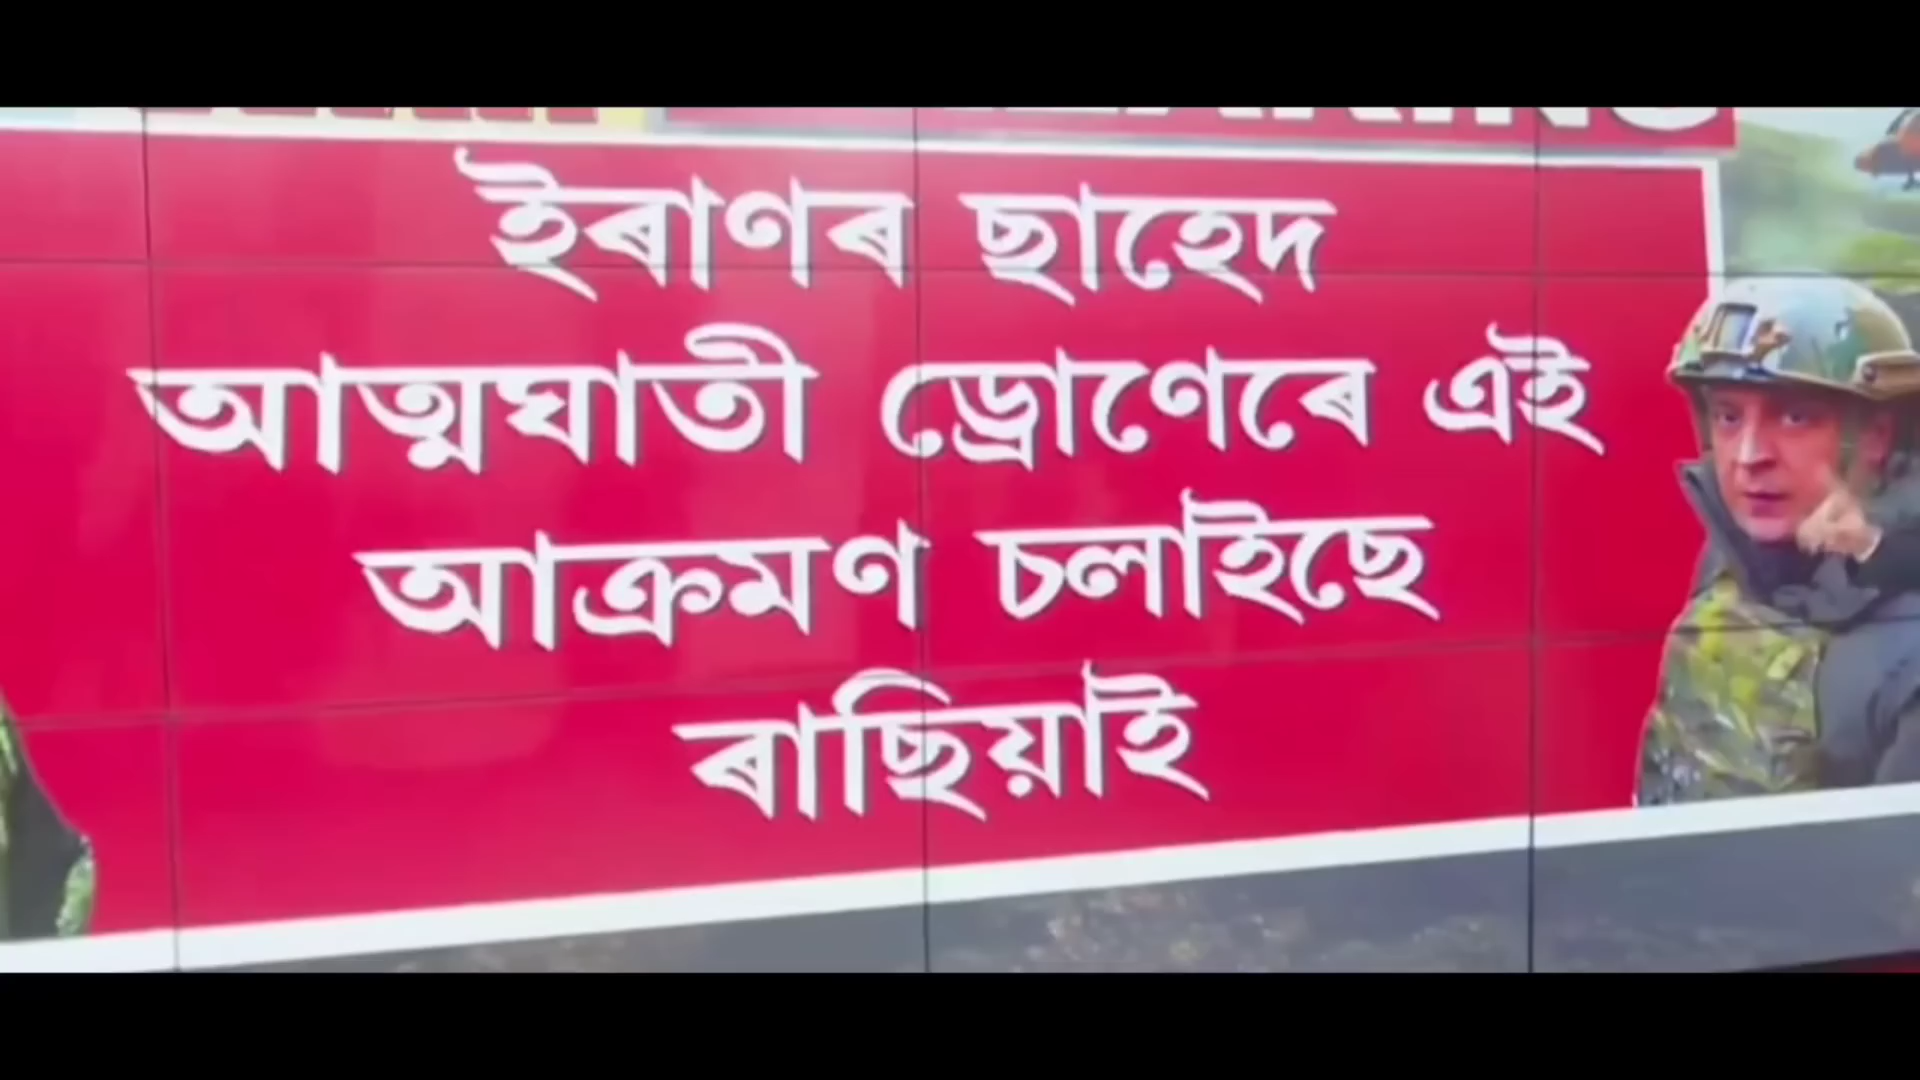 ইৰাণৰ ছাহেদ
আত্মঘাতী ড্ৰোণেৰে এই
আক্ৰমণ চলাইছে
ৰাছিয়াই